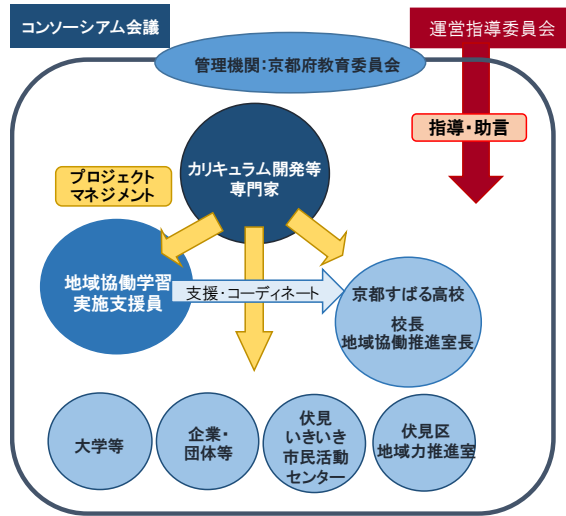 コンソーシアム会議
運営指導委員会
管理機関：京都府教育委員会
指導・助言
カリキュラム開発等
専門家
プロジェクト
マネジメント
地域協働学習
実施支援員
支援・コーディネート
京都すばる高校
校長
地域協働推進室長
大学等
企業・
団体等
伏見
いきいき
市民活動
センター
伏見区
地域力推進室